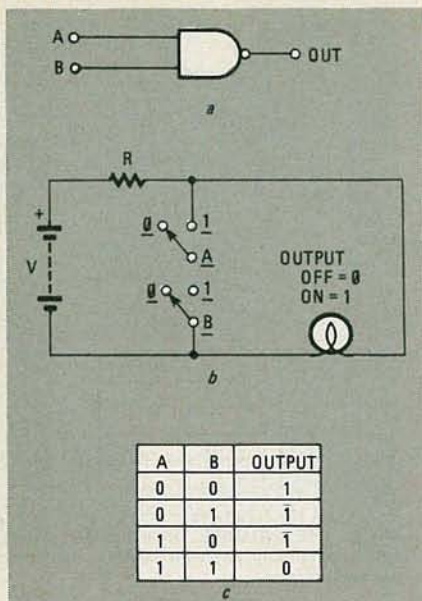 A
B
OUT
a
R
0 1
+
A
V
0 1
B
OUTPUT
OFF = 0
ON = 1
b
A B OUTPUT
0 0 1
0 1 1̄
1 0 1̄
1 1 0
c